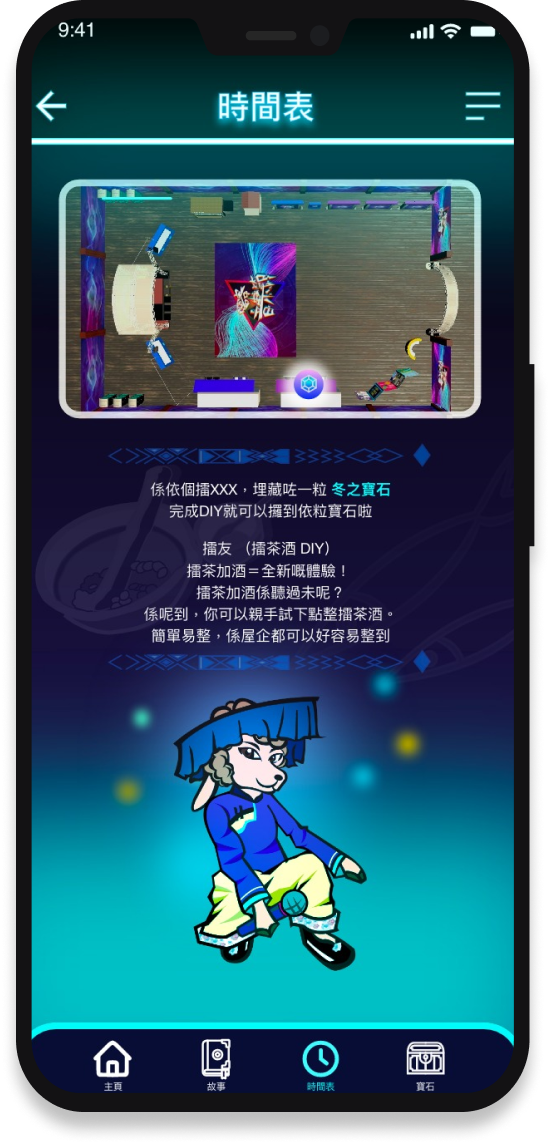 9:41
時間表
係依個擂XXX，埋藏咗一粒 冬之寶石
完成DIY就可以攞到依粒寶石啦
擂友 （擂茶酒 DIY）
擂茶加酒＝全新嘅體驗！
擂茶加酒係聽過未呢？
係呢到，你可以親手試下點整擂茶酒。
簡單易整，係屋企都可以好容易整到
主頁
故事
時間表
寶石